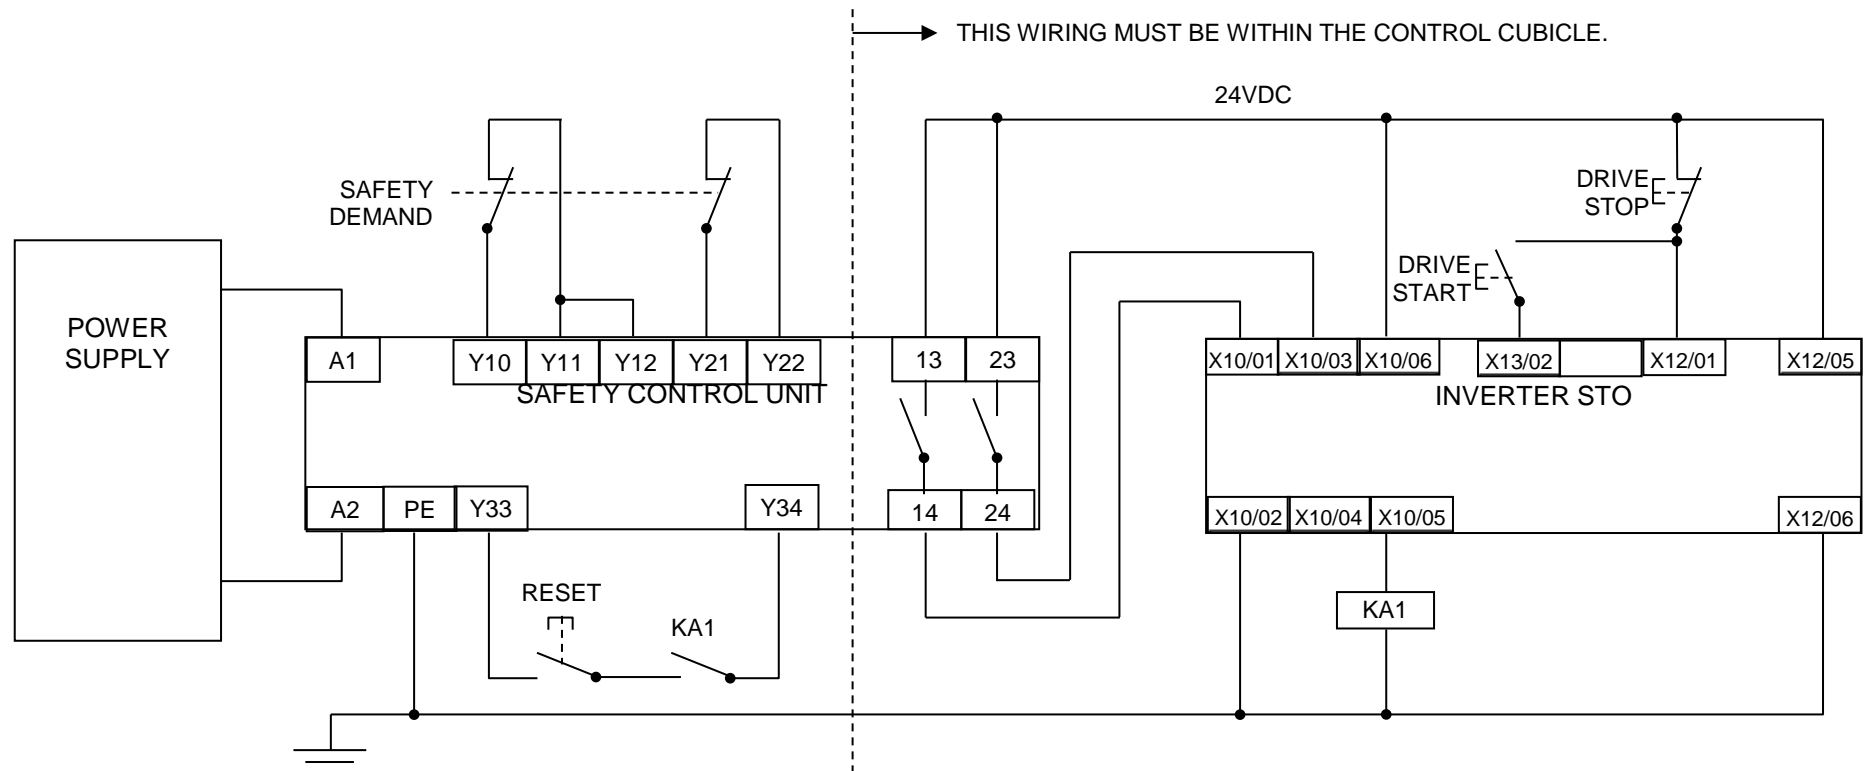 THIS WIRING MUST BE WITHIN THE CONTROL CUBICLE.
24VDC
SAFETY
DEMAND
DRIVE
STOP
DRIVE
START
POWER
SUPPLY
A1
Y10
Y11
Y12
Y21
Y22
13
23
X10/01
X10/03
X10/06
X13/02
X12/01
X12/05
SAFETY CONTROL UNIT
INVERTER STO
A2
PE
Y33
Y34
14
24
X10/02
X10/04
X10/05
X12/06
RESET
KA1
KA1